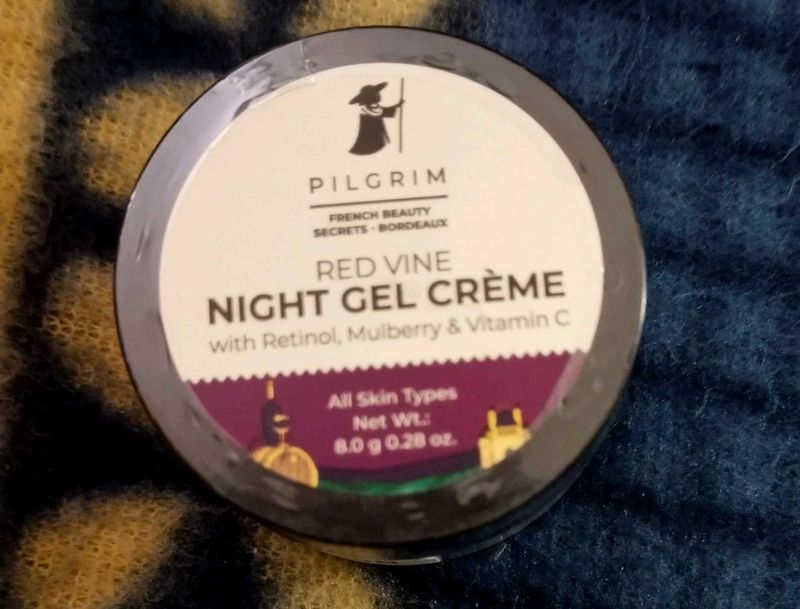 PILGRIM
FRENCH BEAUTY
SECRETS - BORDEAUX
RED VINE
NIGHT GEL CRÈME
with Retinol, Mulberry & Vitamin C
All Skin Types
Net Wt.:
8.0 g 0.28 oz.